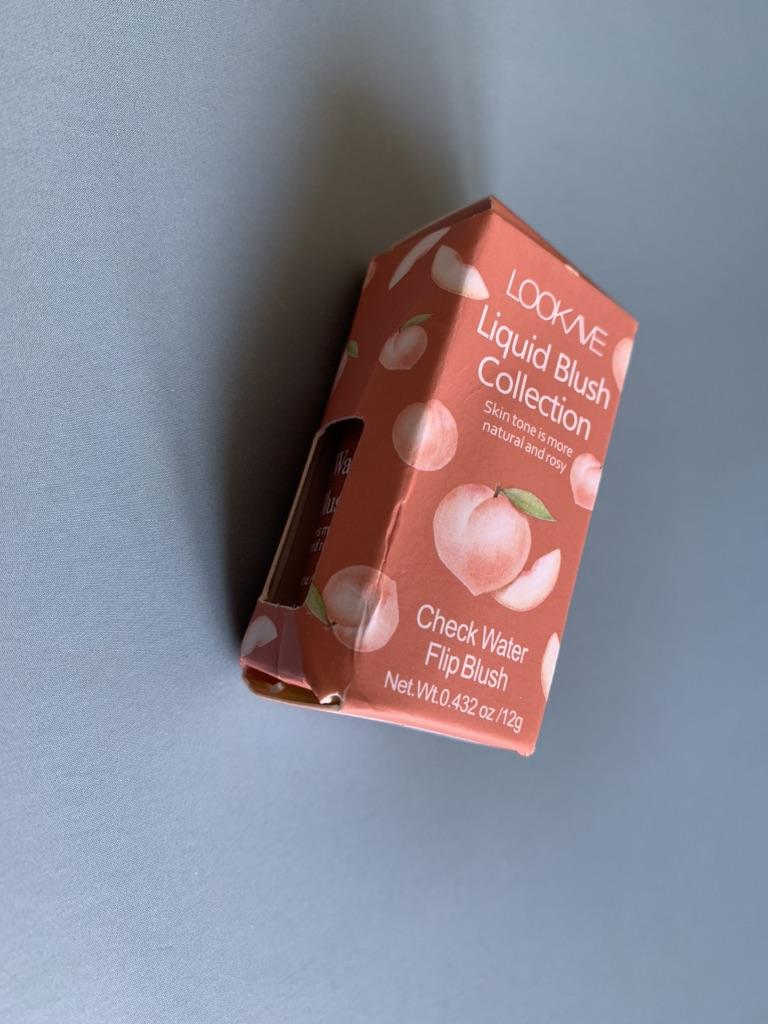 LOOKAVE
Liquid Blush
Collection
Skin tone is more
natural and rosy
Check Water
Flip Blush
Net.Wt.0.432 oz /12g